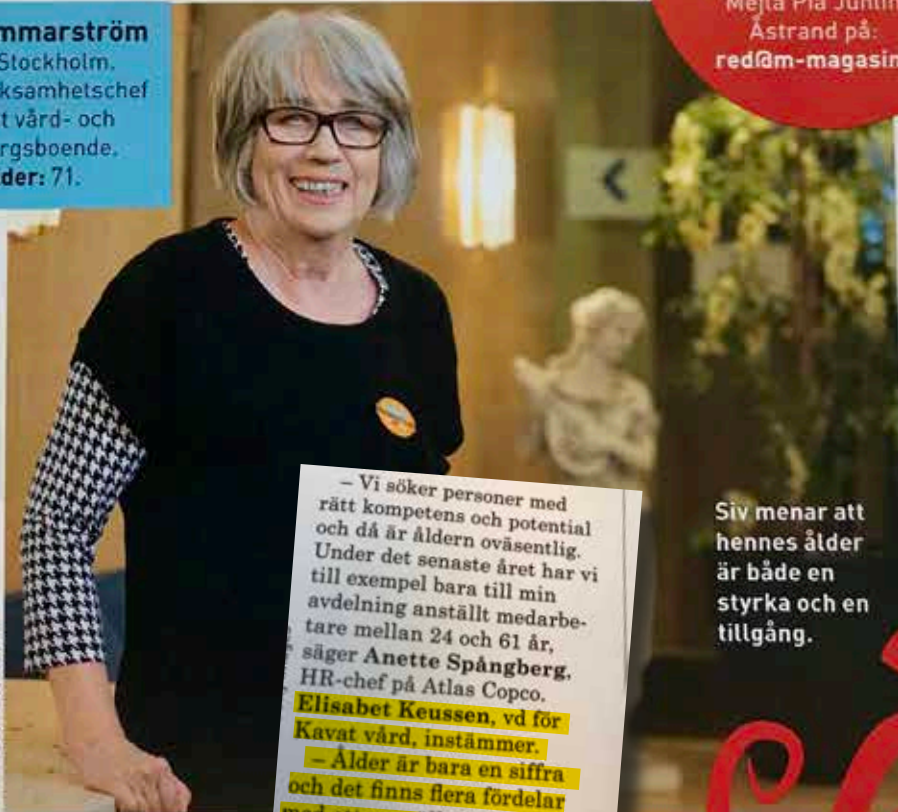 mmarström
Stockholm.
ksamhetschef
t vård- och
rgsboende.
der: 71.
Mejla Pia Juhlin
Åstrand på:
red@m-magasin
– Vi söker personer med
rätt kompetens och potential
och då är åldern oväsentlig.
Under det senaste året har vi
till exempel bara till min
avdelning anställt medarbe-
tare mellan 24 och 61 år,
säger Anette Spångberg,
HR-chef på Atlas Copco.
Elisabet Keussen, vd för
Kavat vård, instämmer.
– Ålder är bara en siffra
och det finns flera fördelar
Siv menar att
hennes ålder
är både en
styrka och en
tillgång.